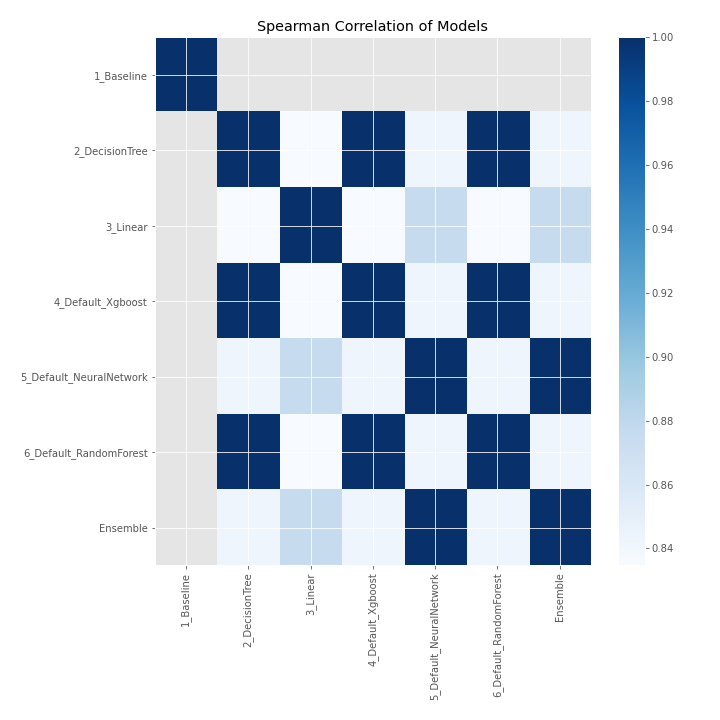 Spearman Correlation of Models
1_Baseline
2_DecisionTree
3_Linear
4_Default_Xgboost
5_Default_NeuralNetwork
6_Default_RandomForest
Ensemble
1_Baseline
2_DecisionTree
3_Linear
4_Default_Xgboost
5_Default_NeuralNetwork
6_Default_RandomForest
Ensemble
1.00
0.98
0.96
0.94
0.92
0.90
0.88
0.86
0.84